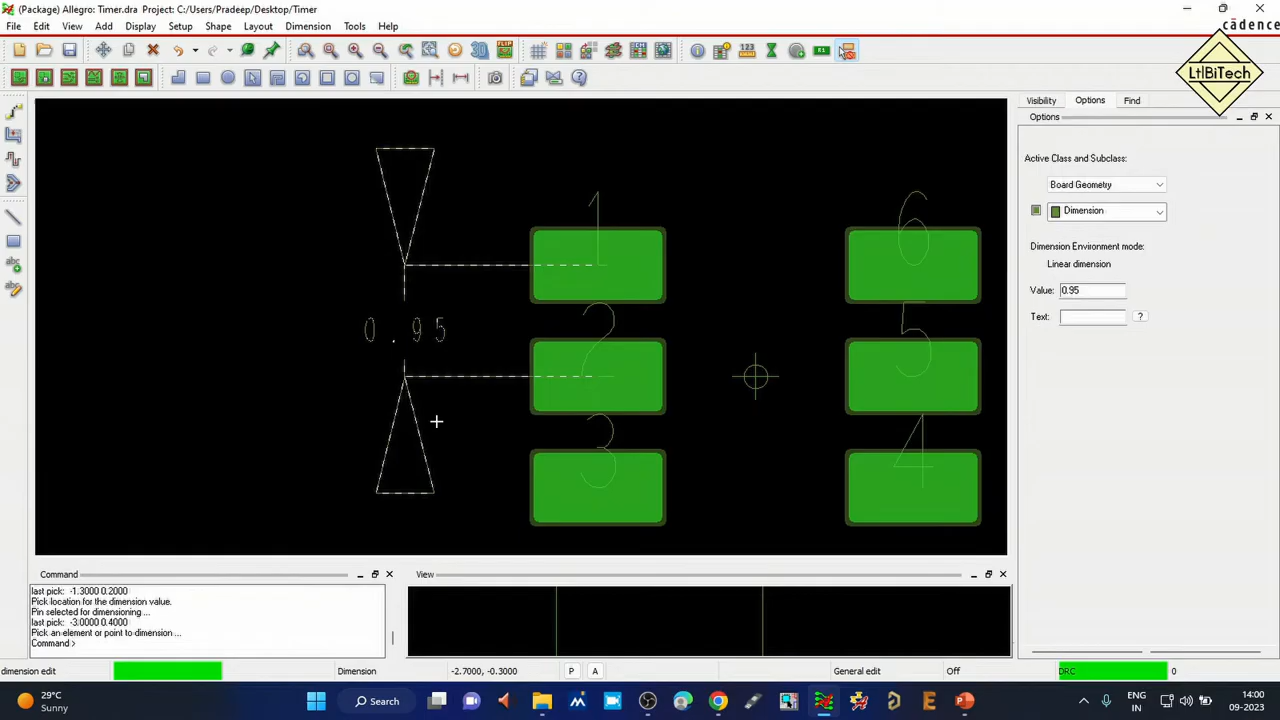 (Package) Allegro: Timer.dra Project: C:/Users/Pradeep/Desktop/Timer
cādence
File Edit View Add Display Setup Shape Layout Dimension Tools Help
LtlBiTech
Visibility Options Find
Options
Active Class and Subclass:
Board Geometry
Dimension
Dimension Environment mode:
Linear dimension
Value: 0.95
Text: ?
1 6
0.95
2 5
3 4
Command
View
last pick: -1.3000 0.2000
Pick location for the dimension value.
Pin selected for dimensioning ...
last pick: -3.0000 0.4000
Pick an element or point to dimension ...
Command >
dimension edit Dimension -2.7000, -0.3000 P A General edit Off DRC 0
29°C
Sunny
Search
ENG
IN
14:00
09-2023